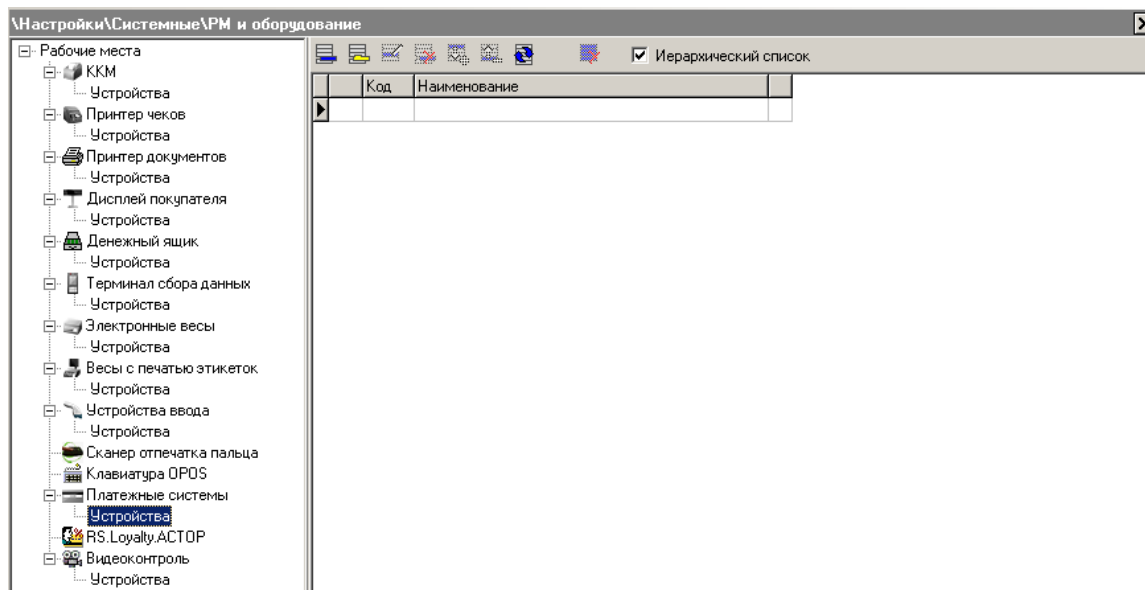 \Настройки\Системные\РМ и оборудование
Рабочие места
ККМ
Устройства
Принтер чеков
Устройства
Принтер документов
Устройства
Дисплей покупателя
Устройства
Денежный ящик
Устройства
Терминал сбора данных
Устройства
Электронные весы
Устройства
Весы с печатью этикеток
Устройства
Устройства ввода
Устройства
Сканер отпечатка пальца
Клавиатура OPOS
Платежные системы
Устройства
RS.Loyalty.ACTOP
Видеоконтроль
Устройства
Иерархический список
Код Наименование